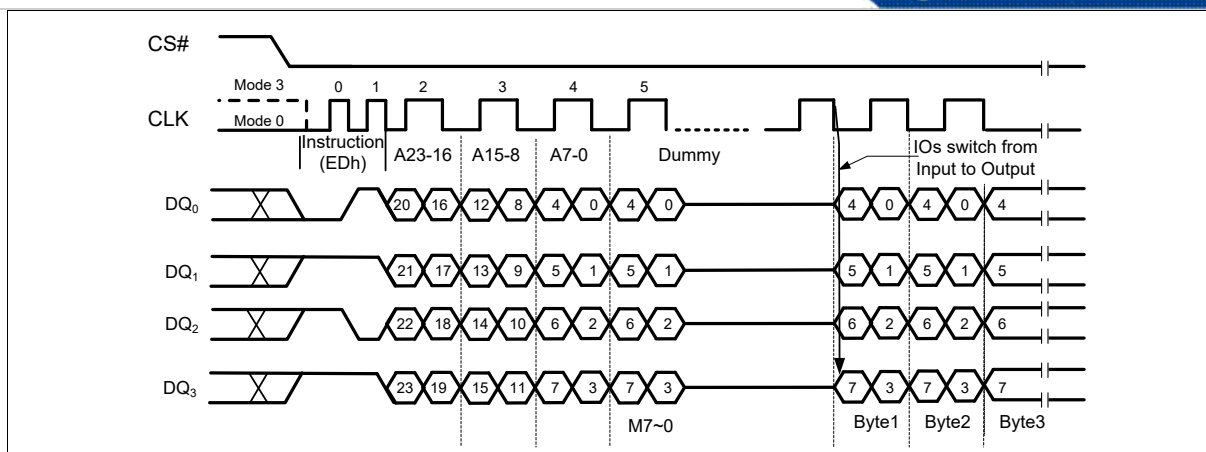 CS#
Mode 3 0 1 2 3 4 5
CLK
Mode 0
Instruction
(EDh)
A23-16 A15-8 A7-0 Dummy
IOs switch from
Input to Output
DQ0 20 16 12 8 4 0 4 0 4 0 4 0 4
DQ1 21 17 13 9 5 1 5 1 5 1 5 1 5
DQ2 22 18 14 10 6 2 6 2 6 2 6 2 6
DQ3 23 19 15 11 7 3 7 3 7 3 7 3 7
M7~0 Byte1 Byte2 Byte3